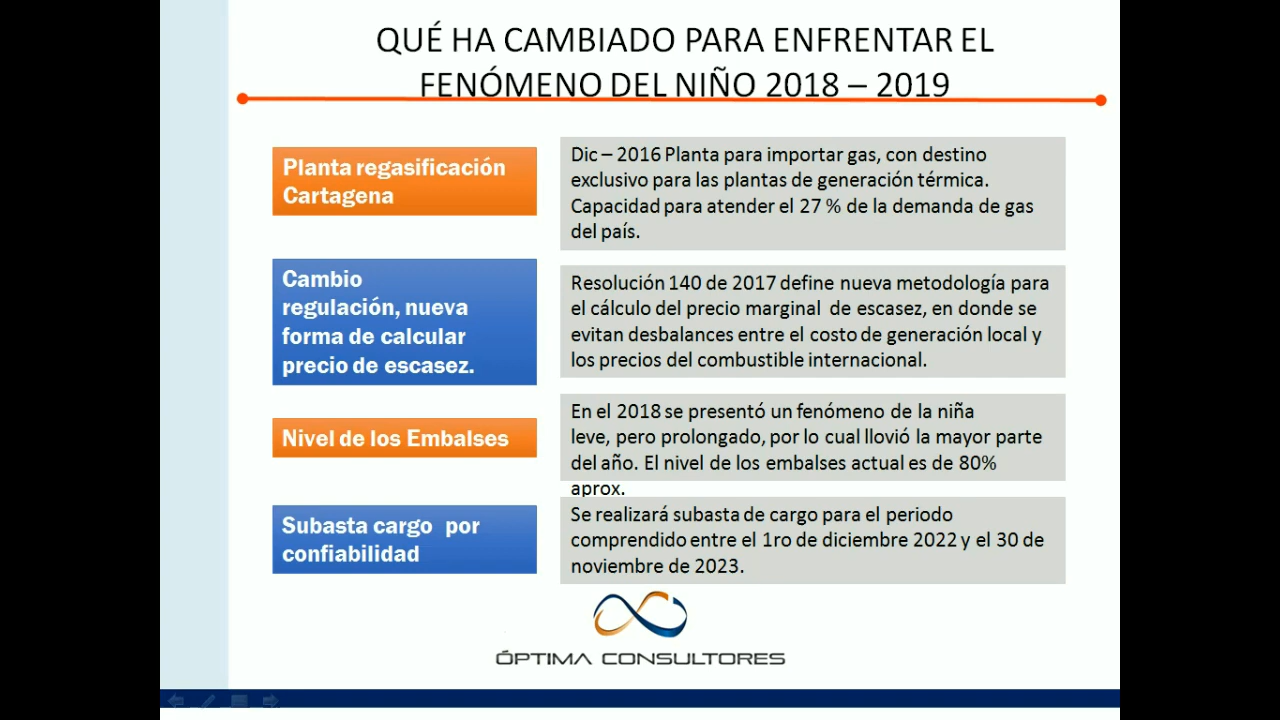 QUÉ HA CAMBIADO PARA ENFRENTAR EL
FENÓMENO DEL NIÑO 2018 – 2019
Planta regasificación
Cartagena
Dic – 2016 Planta para importar gas, con destino
exclusivo para las plantas de generación térmica.
Capacidad para atender el 27 % de la demanda de gas
del país.
Cambio
regulación, nueva
forma de calcular
precio de escasez.
Resolución 140 de 2017 define nueva metodología para
el cálculo del precio marginal de escasez, en donde se
evitan desbalances entre el costo de generación local y
los precios del combustible internacional.
Nivel de los Embalses
En el 2018 se presentó un fenómeno de la niña
leve, pero prolongado, por lo cual llovió la mayor parte
del año. El nivel de los embalses actual es de 80%
aprox.
Subasta cargo por
confiabilidad
Se realizará subasta de cargo para el periodo
comprendido entre el 1ro de diciembre 2022 y el 30 de
noviembre de 2023.
ÓPTIMA CONSULTORES